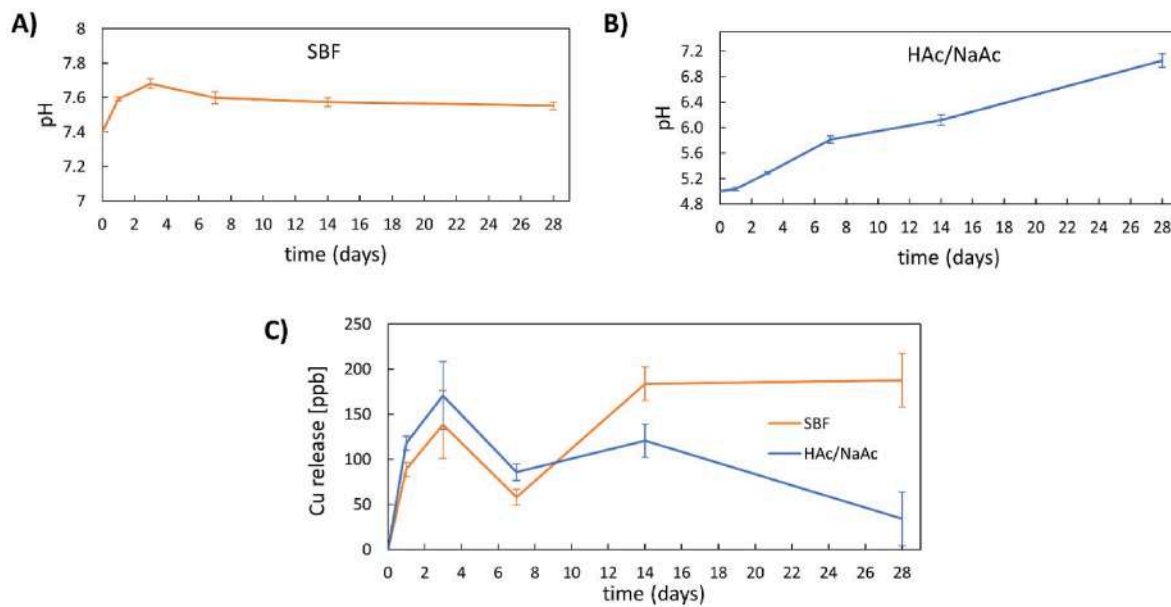 A)
SBF
8
7.8
7.6
7.4
7.2
7
pH
0 2 4 6 8 10 12 14 16 18 20 22 24 26 28
time (days)
B)
HAc/NaAc
7.2
6.8
6.4
6.0
5.6
5.2
4.8
pH
0 2 4 6 8 10 12 14 16 18 20 22 24 26 28
time (days)
C)
250
200
150
100
50
0
Cu release [ppb]
SBF
HAc/NaAc
0 2 4 6 8 10 12 14 16 18 20 22 24 26 28
time (days)